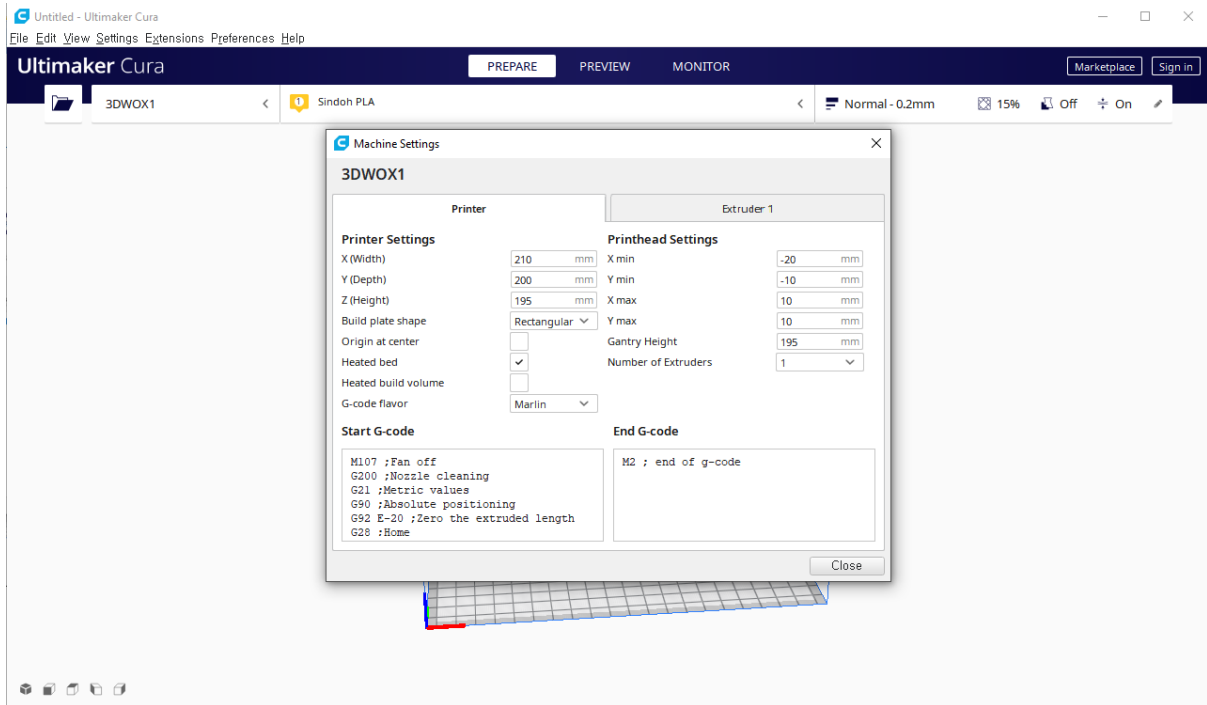 Untitled - Ultimaker Cura
File Edit View Settings Extensions Preferences Help
Ultimaker Cura
PREPARE PREVIEW MONITOR
Marketplace Sign in
3DWOX1
1 Sindoh PLA
Normal - 0.2mm 15% Off On
Machine Settings
3DWOX1
Printer Extruder 1
Printer Settings Printhead Settings
X (Width) 210 mm X min -20 mm
Y (Depth) 200 mm Y min -10 mm
Z (Height) 195 mm X max 10 mm
Build plate shape Rectangular Y max 10 mm
Origin at center Gantry Height 195 mm
Heated bed Number of Extruders 1
Heated build volume
G-code flavor Marlin
Start G-code End G-code
M107 ;Fan off M2 ; end of g-code
G200 ;Nozzle cleaning
G21 ;Metric values
G90 ;Absolute positioning
G92 E-20 ;Zero the extruded length
G28 ;Home
Close